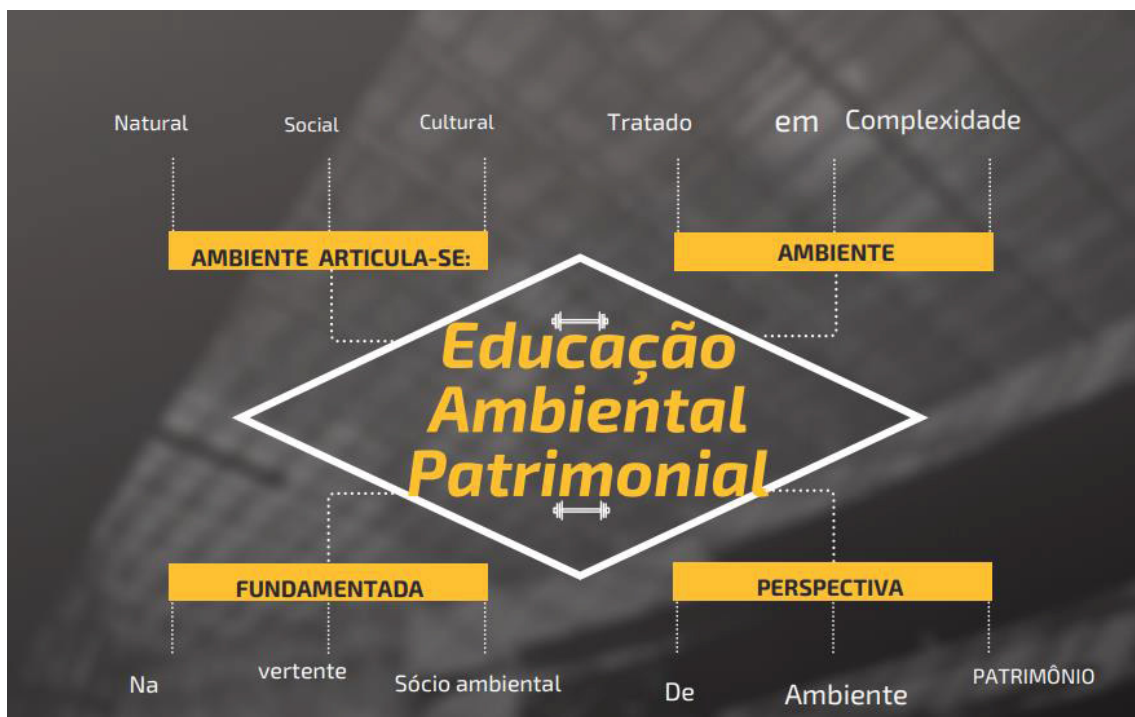 Natural Social Cultural Tratado em Complexidade
AMBIENTE ARTICULA-SE: AMBIENTE
Educação
Ambiental
Patrimonial
FUNDAMENTADA PERSPECTIVA
Na vertente Sócio ambiental De Ambiente PATRIMÔNIO